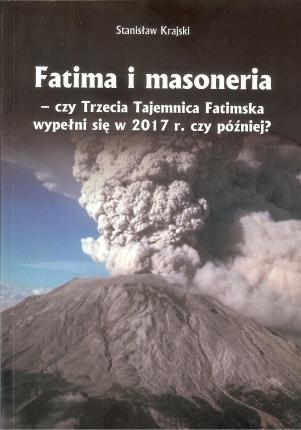 Stanisław Krajski
Fatima i masoneria
– czy Trzecia Tajemnica Fatimska
wypełni się w 2017 r. czy później?